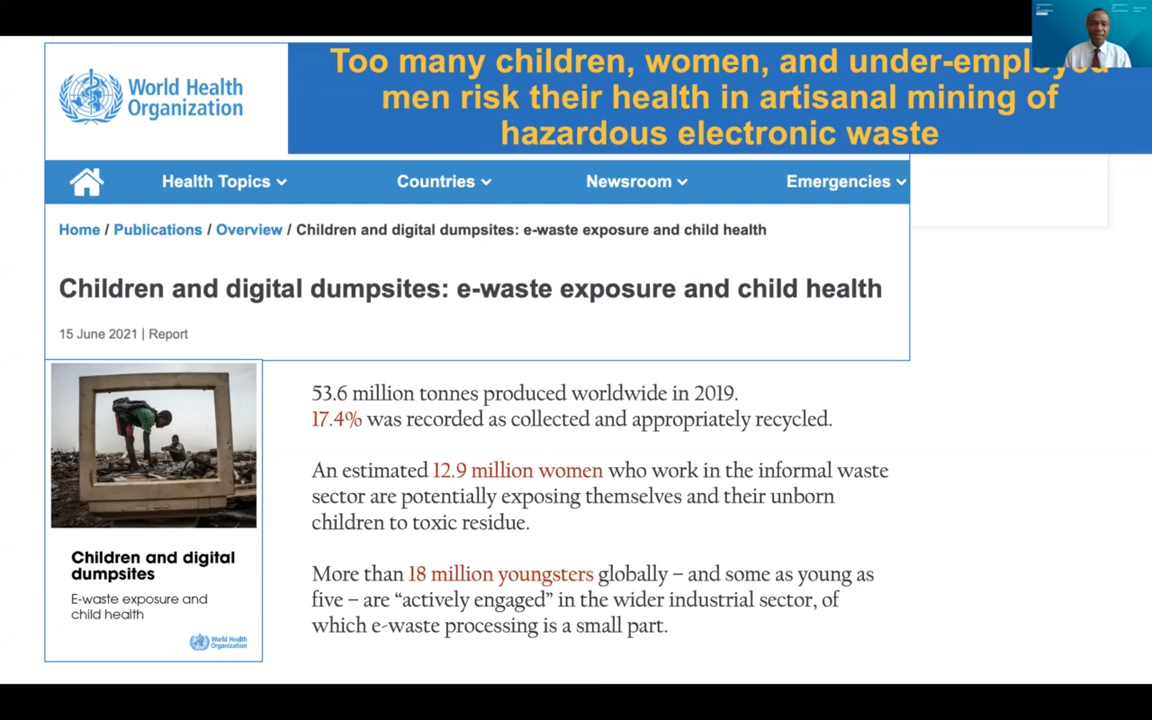 Too many children, women, and under-employed
men risk their health in artisanal mining of
hazardous electronic waste
World Health
Organization
Health Topics
Countries
Newsroom
Emergencies
Home / Publications / Overview / Children and digital dumpsites: e-waste exposure and child health
Children and digital dumpsites: e-waste exposure and child health
15 June 2021 | Report
53.6 million tonnes produced worldwide in 2019.
17.4% was recorded as collected and appropriately recycled.
An estimated 12.9 million women who work in the informal waste
sector are potentially exposing themselves and their unborn
children to toxic residue.
More than 18 million youngsters globally – and some as young as
five – are “actively engaged” in the wider industrial sector, of
which e-waste processing is a small part.
Children and digital
dumpsites
E-waste exposure and
child health
World Health
Organization